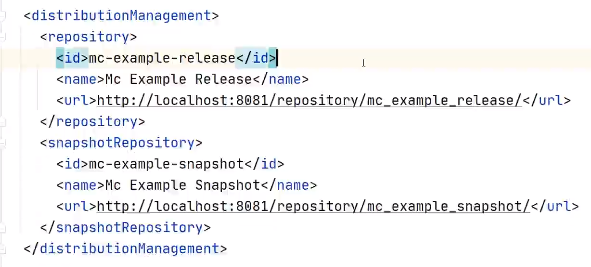 <distributionManagement>
<repository>
<id>mc-example-release</id>
<name>Mc Example Release</name>
<url>http://localhost:8081/repository/mc_example_release/</url>
</repository>
<snapshotRepository>
<id>mc-example-snapshot</id>
<name>Mc Example Snapshot</name>
<url>http://localhost:8081/repository/mc_example_snapshot/</url>
</snapshotRepository>
</distributionManagement>